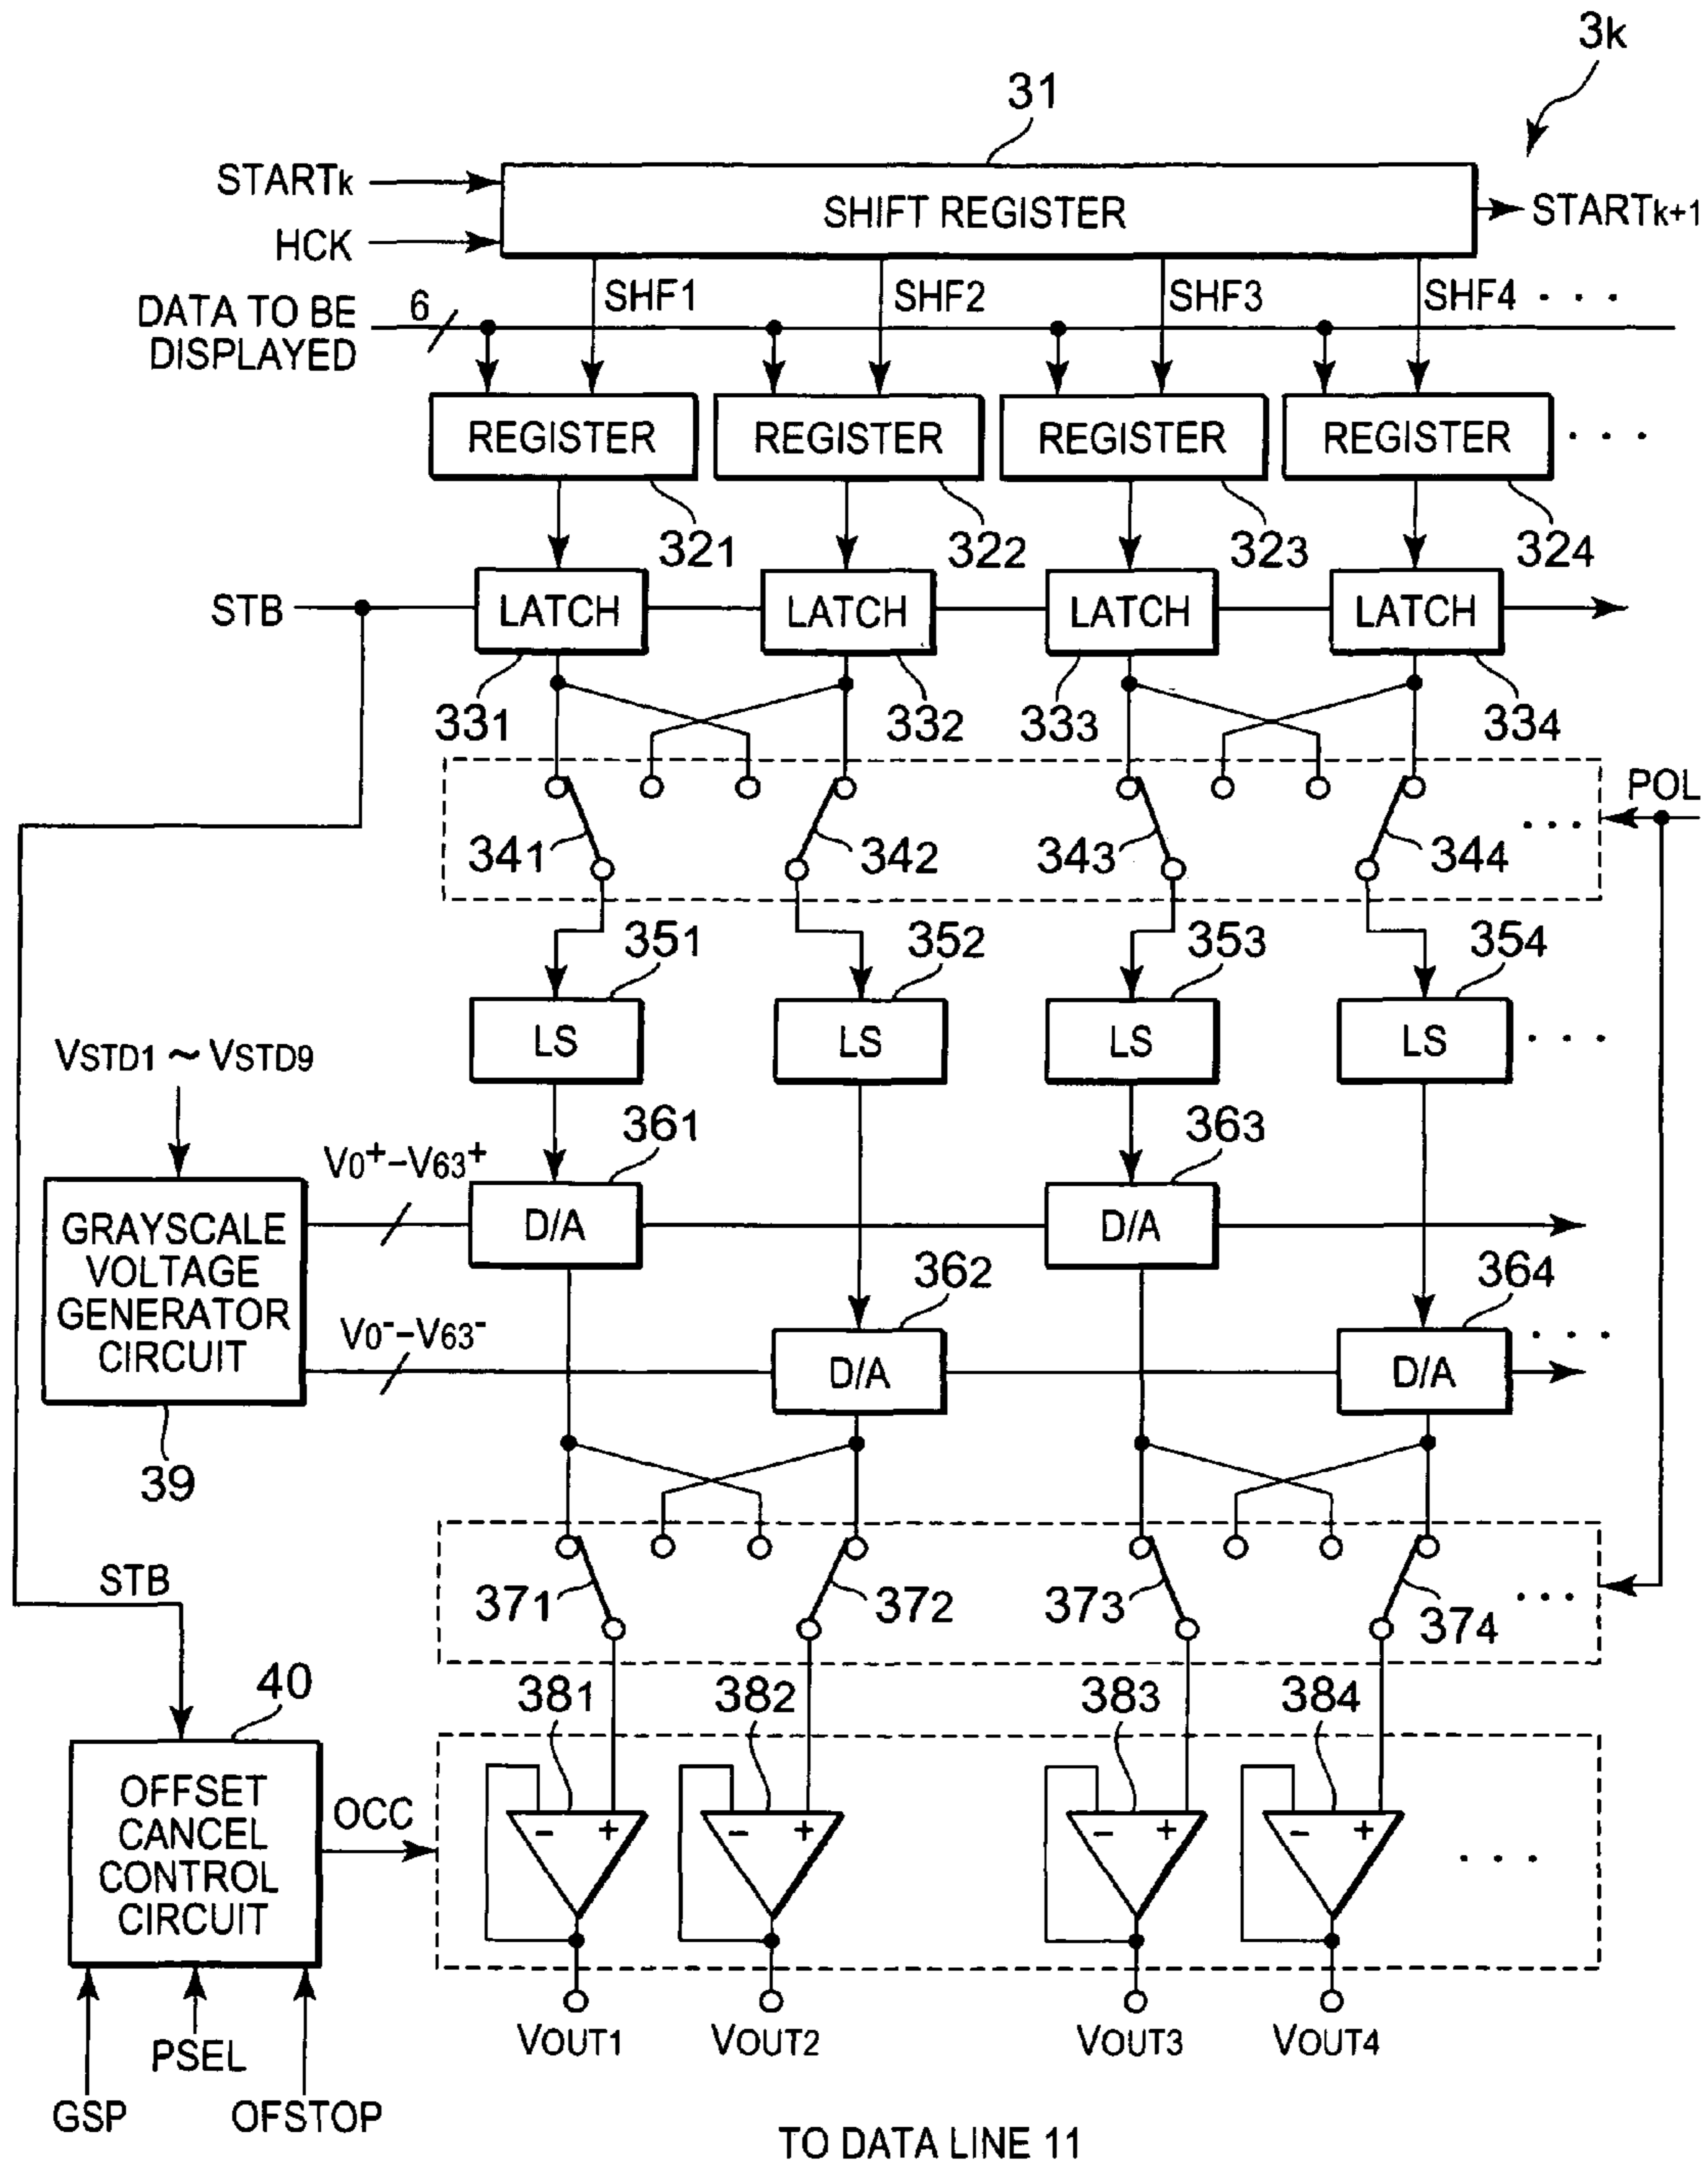 3k
31
STARTk
SHIFT REGISTER
STARTk+1
HCK
SHF1
SHF2
SHF3
SHF4 · · ·
DATA TO BE
DISPLAYED
6
REGISTER
REGISTER
REGISTER
REGISTER
· · ·
321
322
323
324
STB
LATCH
LATCH
LATCH
LATCH
331
332
333
334
POL
341
342
343
344
· · ·
351
352
353
354
LS
LS
LS
LS
· · ·
VSTD1 ~ VSTD9
361
363
V0+–V63+
D/A
D/A
GRAYSCALE
VOLTAGE
GENERATOR
CIRCUIT
362
364
V0-–V63-
D/A
D/A
· · ·
39
STB
371
372
373
374
· · ·
40
381
382
383
384
OFFSET
CANCEL
CONTROL
CIRCUIT
OCC
− +
− +
− +
− +
· · ·
VOUT1
VOUT2
VOUT3
VOUT4
PSEL
GSP
OFSTOP
TO DATA LINE 11